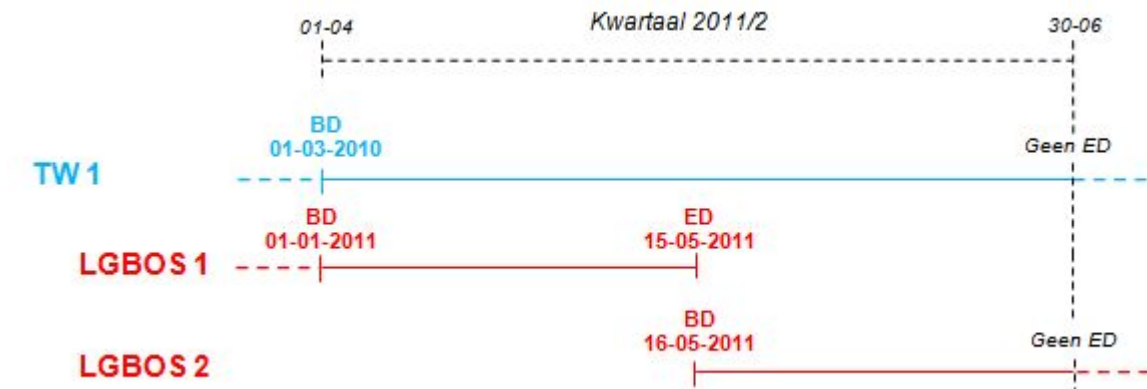 01-04
Kwartaal 2011/2
30-06
BD
01-03-2010
Geen ED
TW 1
BD
01-01-2011
ED
15-05-2011
LGBOS 1
BD
16-05-2011
Geen ED
LGBOS 2